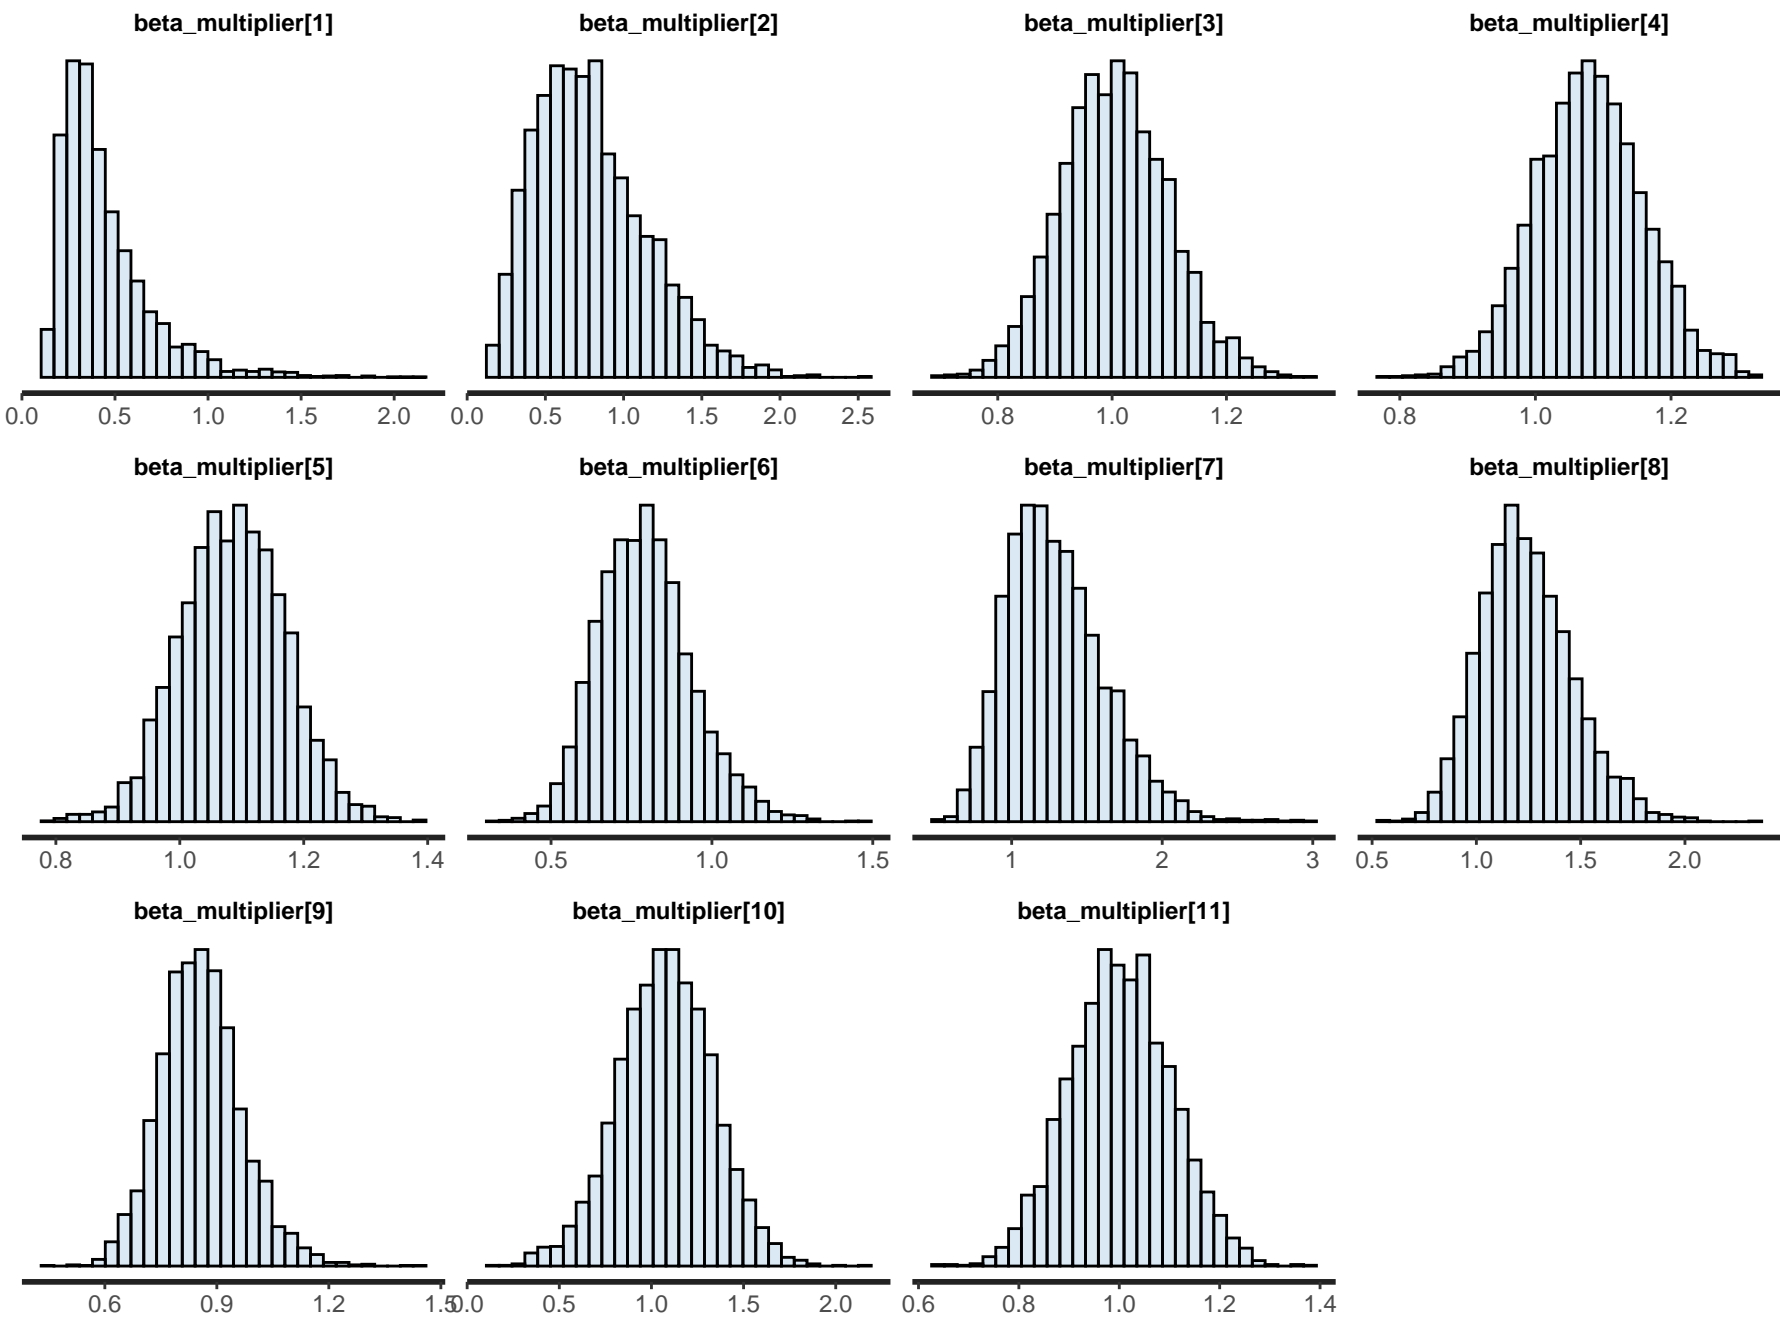 beta_multiplier[1] beta_multiplier[2] beta_multiplier[3] beta_multiplier[4]
0.0 0.5 1.0 1.5 2.0 0.0 0.5 1.0 1.5 2.0 2.5 0.8 1.0 1.2 0.8 1.0 1.2
beta_multiplier[5] beta_multiplier[6] beta_multiplier[7] beta_multiplier[8]
0.8 1.0 1.2 1.4 0.5 1.0 1.5 1 2 3 0.5 1.0 1.5 2.0
beta_multiplier[9] beta_multiplier[10] beta_multiplier[11]
0.6 0.9 1.2 1.5 0.0 0.5 1.0 1.5 2.0 0.6 0.8 1.0 1.2 1.4